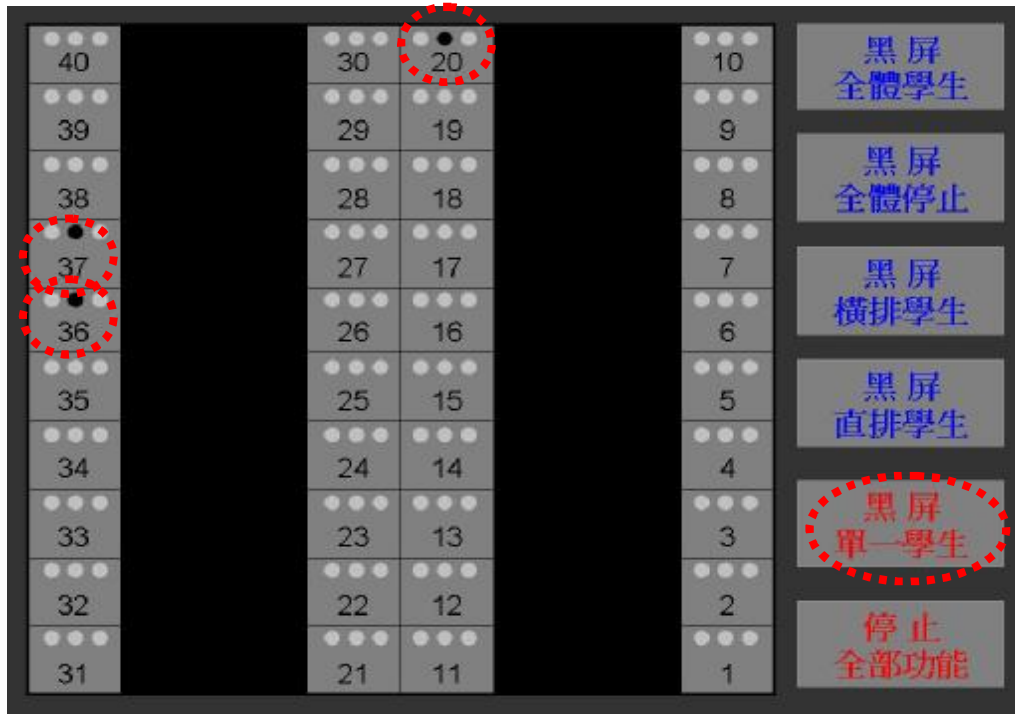 40 30 20 10
39 29 19 9
38 28 18 8
37 27 17 7
36 26 16 6
35 25 15 5
34 24 14 4
33 23 13 3
32 22 12 2
31 21 11 1
黑 屏
全體學生
黑 屏
全體停止
黑 屏
橫排學生
黑 屏
直排學生
黑 屏
單一學生
停 止
全部功能